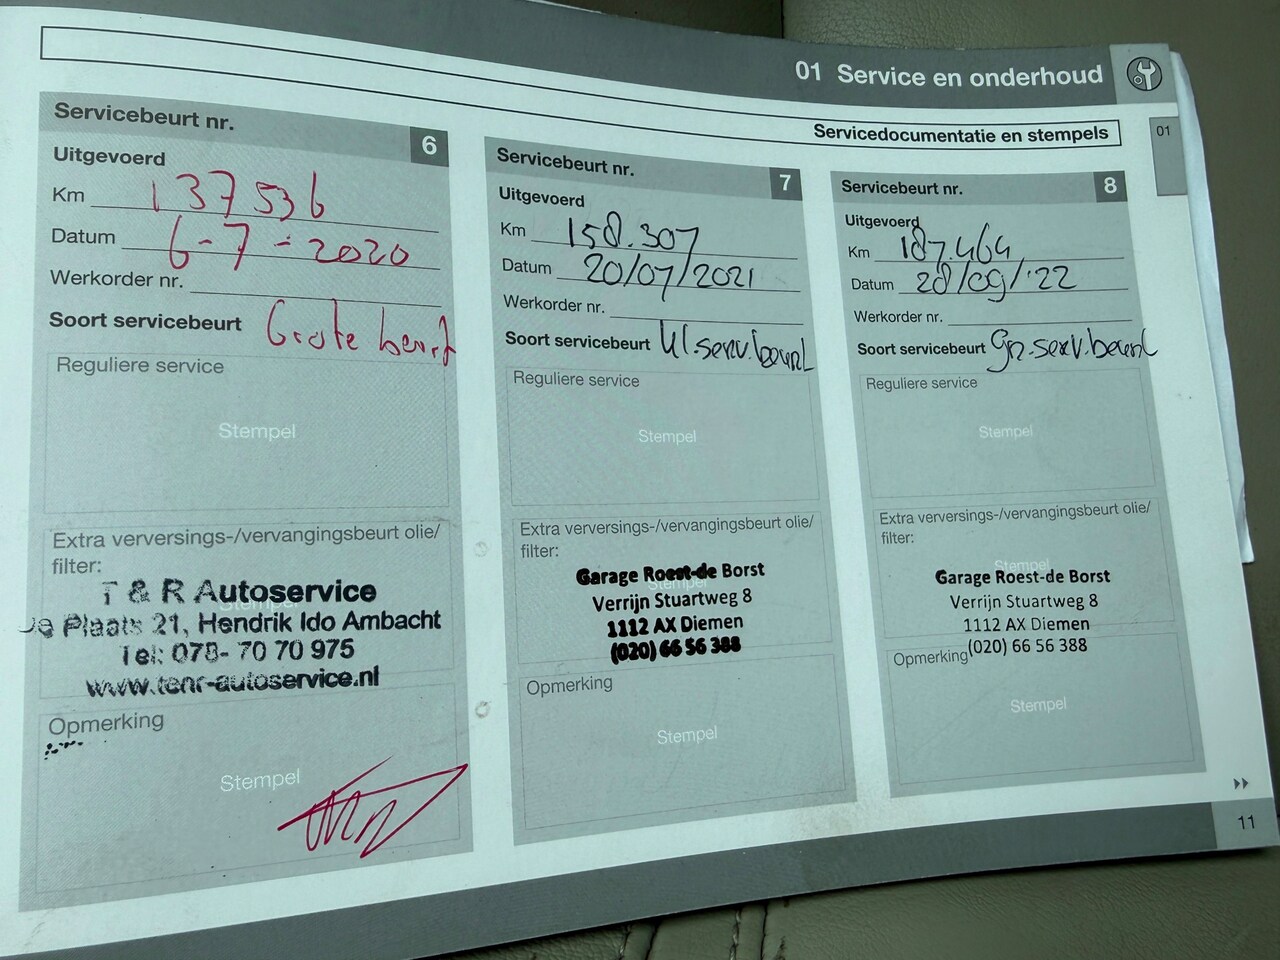 01 Service en onderhoud
Servicedocumentatie en stempels
01
Servicebeurt nr. 6
Uitgevoerd
Km 137536
Datum 6-7-2020
Werkorder nr.
Soort servicebeurt Grote beurt
Reguliere service
Stempel
Extra verversings-/vervangingsbeurt olie/
filter:
Stempel
T & R Autoservice
De Plaats 21, Hendrik Ido Ambacht
Tel: 078- 70 70 975
www.tenr-autoservice.nl
Opmerking
Stempel
Servicebeurt nr. 7
Uitgevoerd
Km 158.307
Datum 20/07/2021
Werkorder nr.
Soort servicebeurt kl.serv.beurt
Reguliere service
Stempel
Extra verversings-/vervangingsbeurt olie/
filter:
Stempel
Garage Roest-de Borst
Verrijn Stuartweg 8
1112 AX Diemen
(020) 66 56 388
Opmerking
Stempel
Servicebeurt nr. 8
Uitgevoerd
Km 187.464
Datum 28/09/'22
Werkorder nr.
Soort servicebeurt gr.serv.beurt
Reguliere service
Stempel
Extra verversings-/vervangingsbeurt olie/
filter:
Stempel
Garage Roest-de Borst
Verrijn Stuartweg 8
1112 AX Diemen
(020) 66 56 388
Opmerking
Stempel
11